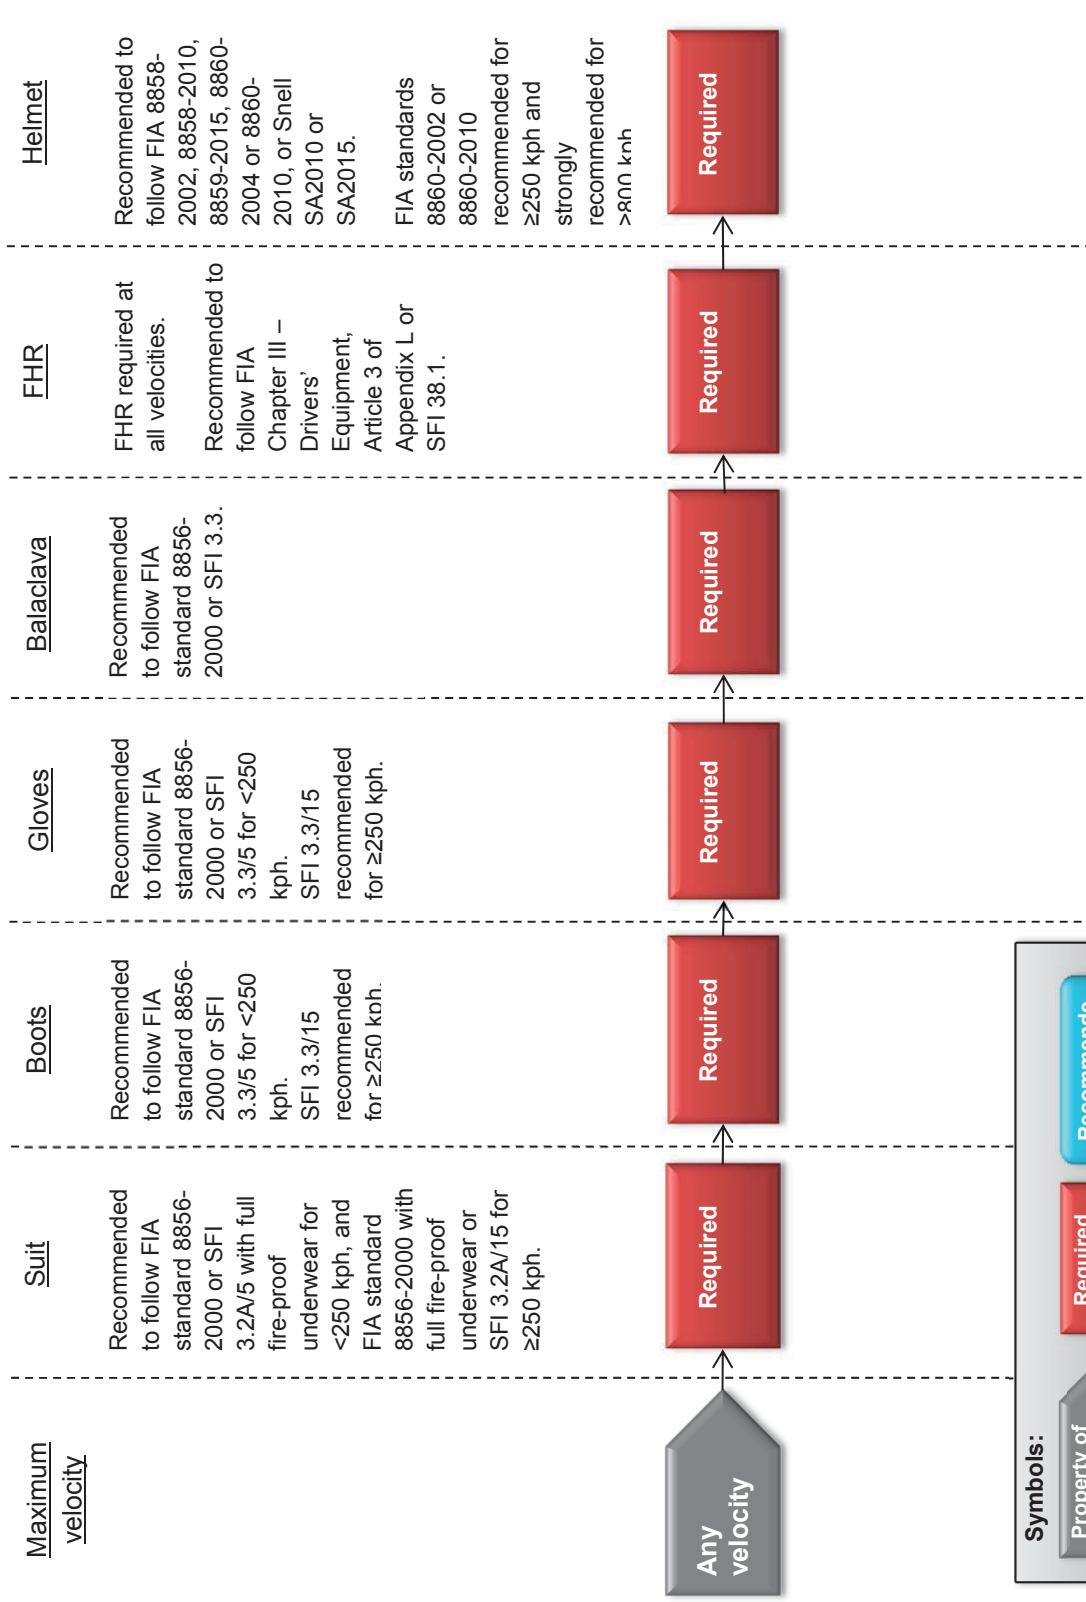 Maximum
velocity
Suit
Recommended
to follow FIA
standard 8856-
2000 or SFI
3.2A/5 with full
fire-proof
underwear for
<250 kph, and
FIA standard
8856-2000 with
full fire-proof
underwear or
SFI 3.2A/15 for
≥250 kph.
Boots
Recommended
to follow FIA
standard 8856-
2000 or SFI
3.3/5 for <250
kph.
SFI 3.3/15
recommended
for ≥250 kph.
Gloves
Recommended
to follow FIA
standard 8856-
2000 or SFI
3.3/5 for <250
kph.
SFI 3.3/15
recommended
for ≥250 kph.
Balaclava
Recommended
to follow FIA
standard 8856-
2000 or SFI 3.3.
FHR
FHR required at
all velocities.
Recommended to
follow FIA
Chapter III –
Drivers’
Equipment,
Article 3 of
Appendix L or
SFI 38.1.
Helmet
Recommended to
follow FIA 8858-
2002, 8858-2010,
8859-2015, 8860-
2004 or 8860-
2010, or Snell
SA2010 or
SA2015.
FIA standards
8860-2002 or
8860-2010
recommended for
≥250 kph and
strongly
recommended for
>800 kph
Any
velocity
Required
Required
Required
Required
Required
Required
Symbols:
Property of
Required